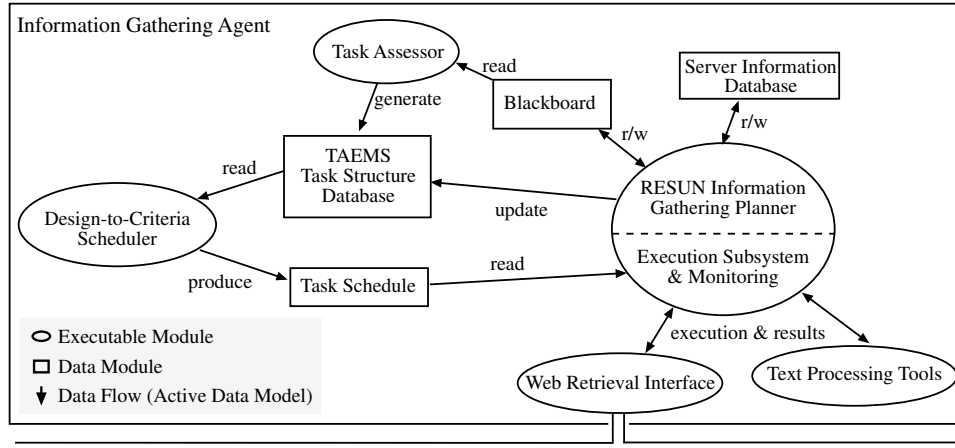 Information Gathering Agent
Task Assessor
read
Server Information
Database
generate
Blackboard
r/w
r/w
read
TAEMS
Task Structure
Database
RESUN Information
Gathering Planner
update
Design-to-Criteria
Scheduler
Execution Subsystem
& Monitoring
produce
Task Schedule
read
Executable Module
Data Module
Data Flow (Active Data Model)
execution & results
Web Retrieval Interface
Text Processing Tools